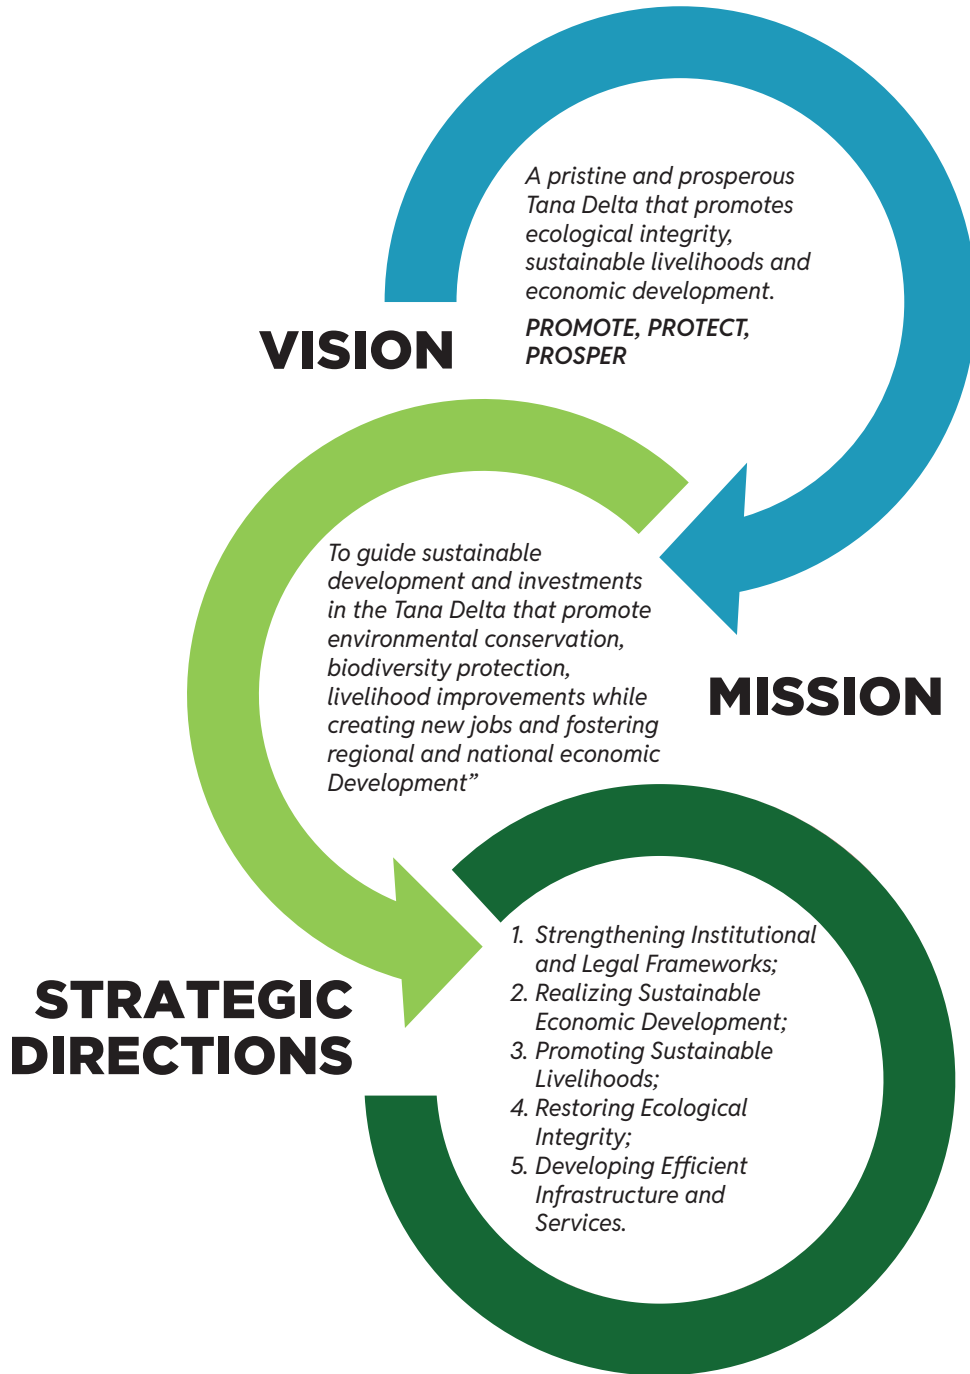 A pristine and prosperous
Tana Delta that promotes
ecological integrity,
sustainable livelihoods and
economic development.
PROMOTE, PROTECT,
PROSPER
VISION
To guide sustainable
development and investments
in the Tana Delta that promote
environmental conservation,
biodiversity protection,
livelihood improvements while
creating new jobs and fostering
regional and national economic
Development”
MISSION
1. Strengthening Institutional
and Legal Frameworks;
2. Realizing Sustainable
Economic Development;
3. Promoting Sustainable
Livelihoods;
4. Restoring Ecological
Integrity;
5. Developing Efficient
Infrastructure and
Services.
STRATEGIC
DIRECTIONS